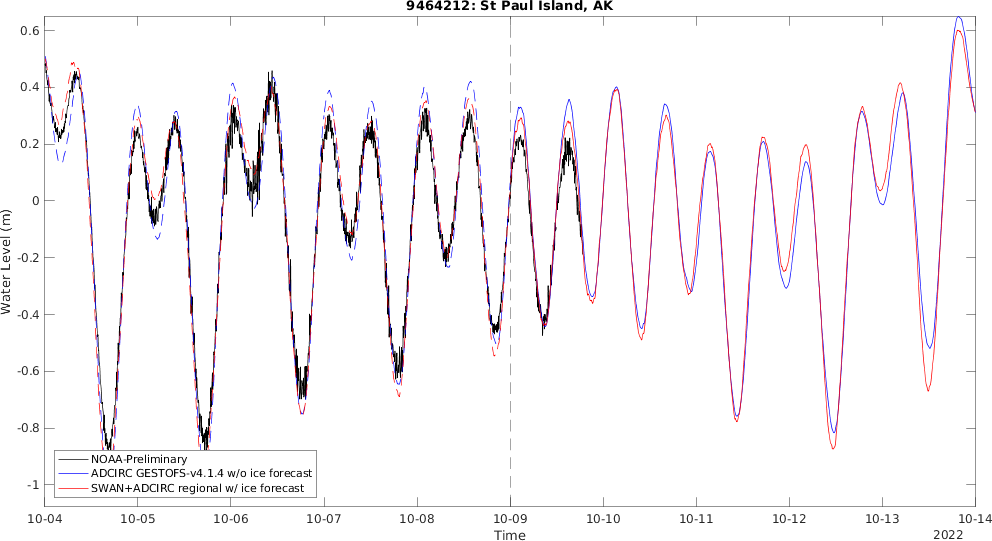 9464212: St Paul Island, AK
0.6
0.4
0.2
0
-0.2
-0.4
-0.6
-0.8
-1
Water Level (m)
NOAA-Preliminary
ADCIRC GESTOFS-v4.1.4 w/o ice forecast
SWAN+ADCIRC regional w/ ice forecast
10-04 10-05 10-06 10-07 10-08 10-09 10-10 10-11 10-12 10-13 10-14
Time
2022